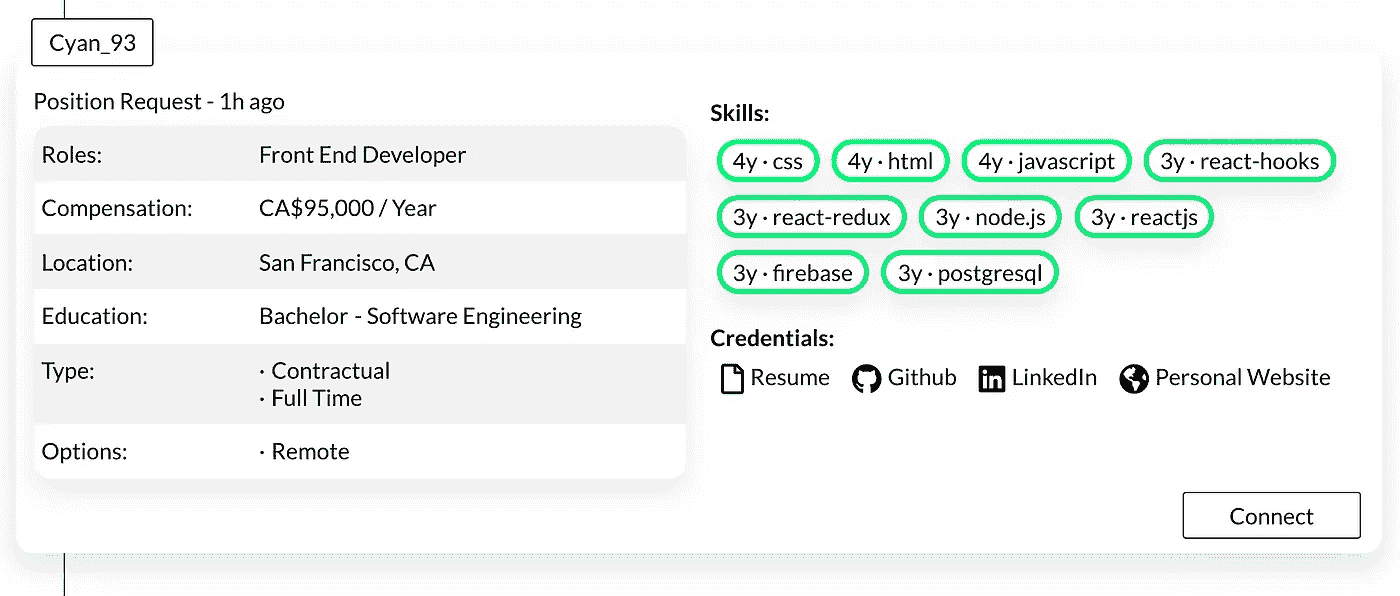 Cyan_93
Position Request - 1h ago
Roles: Front End Developer
Compensation: CA$95,000 / Year
Location: San Francisco, CA
Education: Bachelor - Software Engineering
Type: · Contractual
· Full Time
Options: · Remote
Skills:
4y · css 4y · html 4y · javascript 3y · react-hooks
3y · react-redux 3y · node.js 3y · reactjs
3y · firebase 3y · postgresql
Credentials:
Resume Github LinkedIn Personal Website
Connect